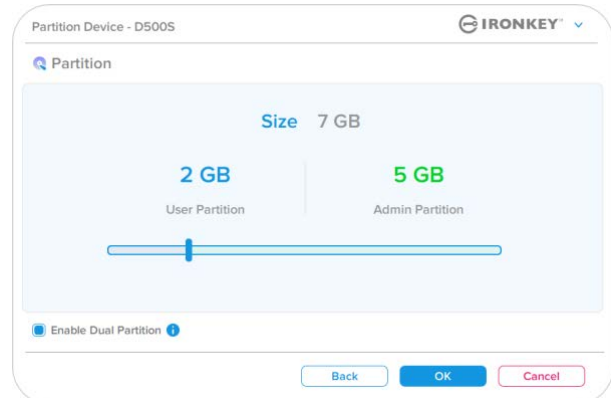 Partition Device - D500S
IRONKEY™
Partition
Size 7 GB
2 GB 5 GB
User Partition Admin Partition
Enable Dual Partition
Back OK Cancel